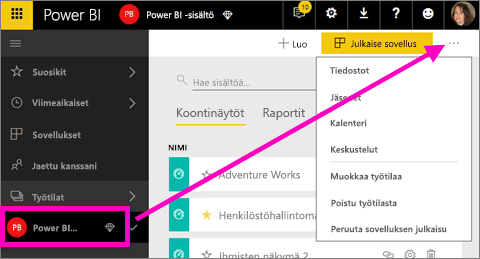 Power BI
PB
Power BI -sisältö
10
?
Luo
Julkaise sovellus
...
Suosikit
Viimeaikaiset
Sovellukset
Jaettu kanssani
Työtilat
PB
Power BI...
Hae sisältöä...
Koontinäytöt
Raportit
NIMI
Adventure Works
Henkilöstöhallintoma
Ihmisten näkymä 2
Tiedostot
Jäsenet
Kalenteri
Keskustelut
Muokkaa työtilaa
Poistu työtilasta
Peruuta sovelluksen julkaisu